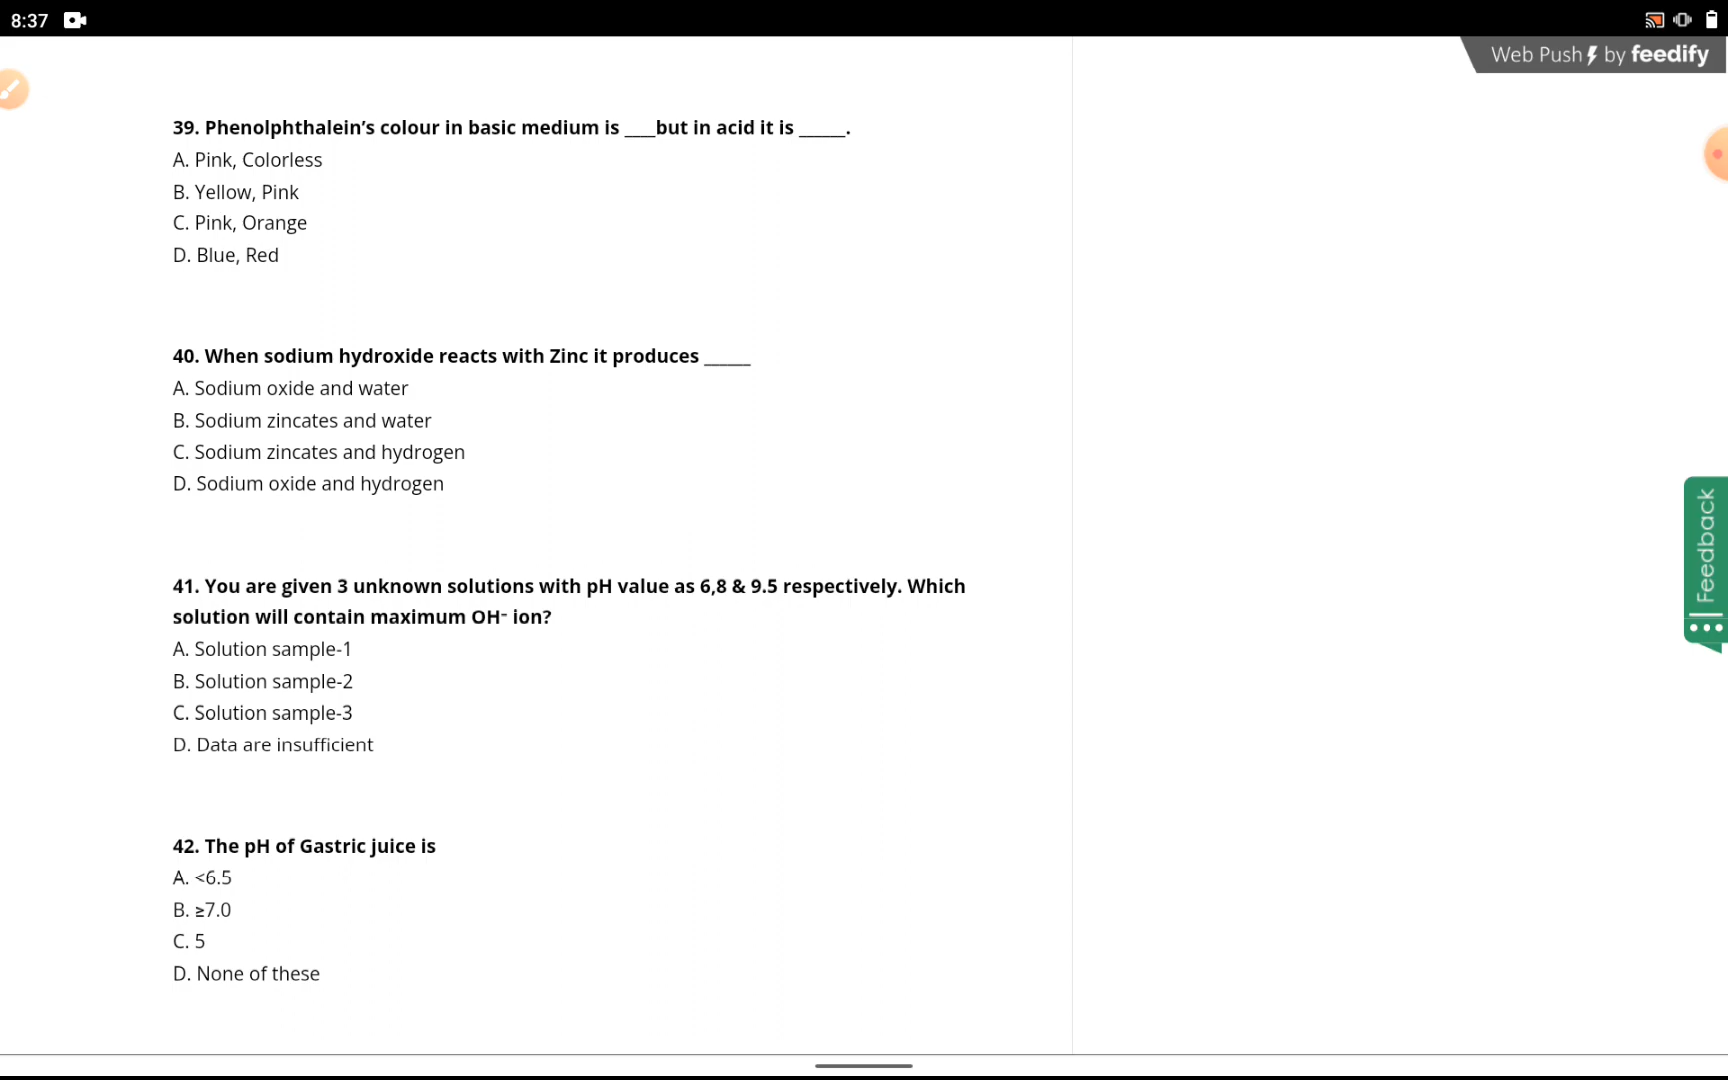 8:37
Web Push by feedify
39. Phenolphthalein’s colour in basic medium is ___but in acid it is _____.
A. Pink, Colorless
B. Yellow, Pink
C. Pink, Orange
D. Blue, Red
40. When sodium hydroxide reacts with Zinc it produces _____
A. Sodium oxide and water
B. Sodium zincates and water
C. Sodium zincates and hydrogen
D. Sodium oxide and hydrogen
Feedback
41. You are given 3 unknown solutions with pH value as 6,8 & 9.5 respectively. Which
solution will contain maximum OH⁻ ion?
A. Solution sample-1
B. Solution sample-2
C. Solution sample-3
D. Data are insufficient
42. The pH of Gastric juice is
A. <6.5
B. ≥7.0
C. 5
D. None of these